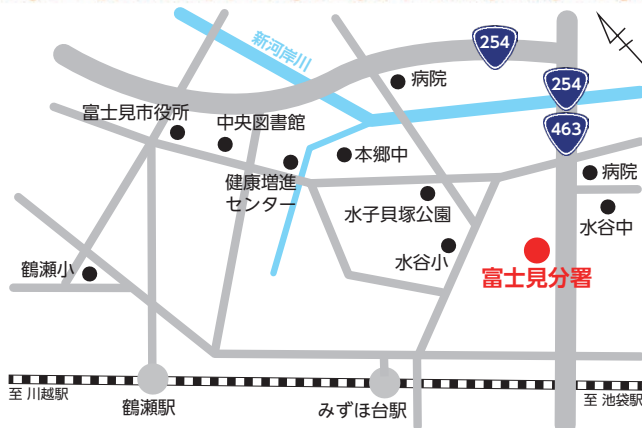 新河岸川
254
254
463
病院
富士見市役所
中央図書館
本郷中
健康増進
センター
病院
水子貝塚公園
水谷中
水谷小
鶴瀬小
富士見分署
至 川越駅
鶴瀬駅
みずほ台駅
至 池袋駅